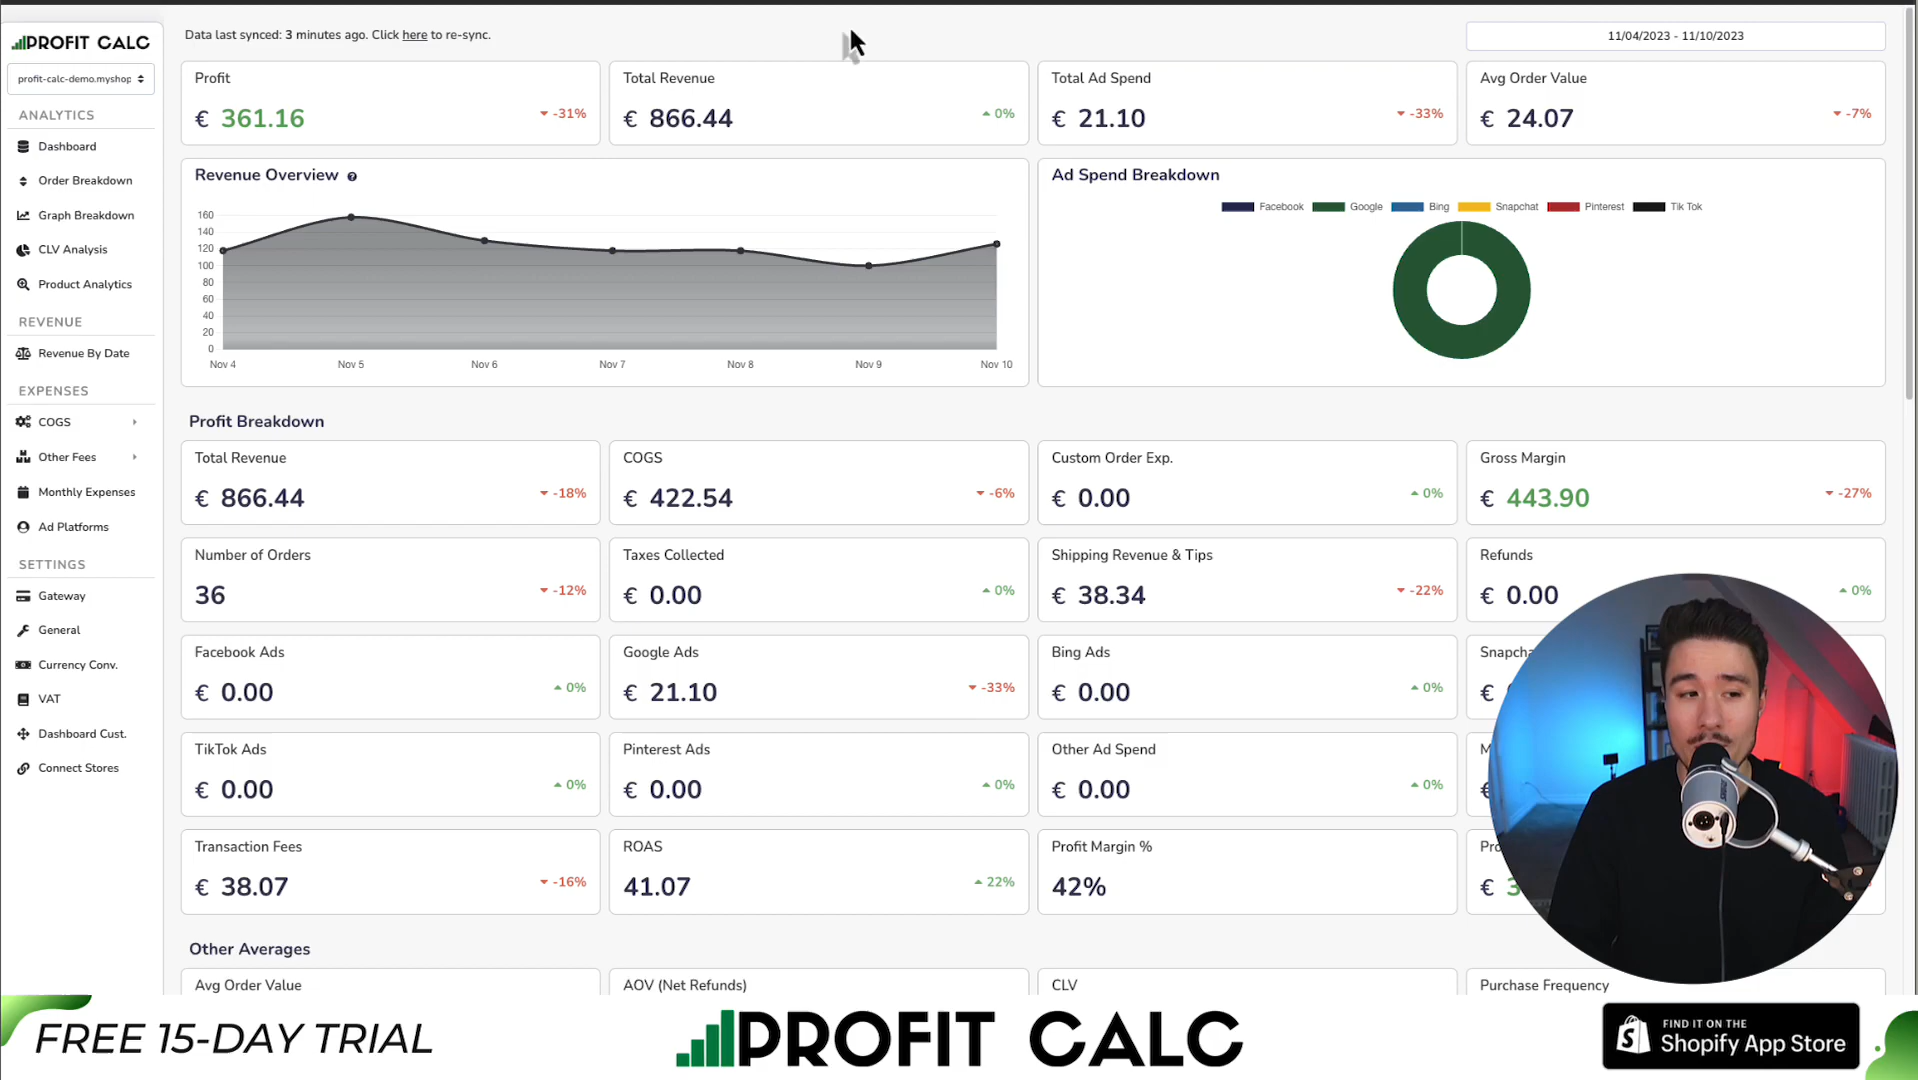 PROFIT CALC
profit-calc-demo.myshop
ANALYTICS
Dashboard
Order Breakdown
Graph Breakdown
CLV Analysis
Product Analytics
REVENUE
Revenue By Date
EXPENSES
COGS
Other Fees
Monthly Expenses
Ad Platforms
SETTINGS
Gateway
General
Currency Conv.
VAT
Dashboard Cust.
Connect Stores
Data last synced: 3 minutes ago. Click here to re-sync.
11/04/2023 - 11/10/2023
Profit
€ 361.16 -31%
Total Revenue
€ 866.44 0%
Total Ad Spend
€ 21.10 -33%
Avg Order Value
€ 24.07 -7%
Revenue Overview
160
140
120
100
80
60
40
20
0
Nov 4 Nov 5 Nov 6 Nov 7 Nov 8 Nov 9 Nov 10
Ad Spend Breakdown
Facebook Google Bing Snapchat Pinterest Tik Tok
Profit Breakdown
Total Revenue
€ 866.44 -18%
COGS
€ 422.54 -6%
Custom Order Exp.
€ 0.00 0%
Gross Margin
€ 443.90 -27%
Number of Orders
36 -12%
Taxes Collected
€ 0.00 0%
Shipping Revenue & Tips
€ 38.34 -22%
Refunds
€ 0.00 0%
Facebook Ads
€ 0.00 0%
Google Ads
€ 21.10 -33%
Bing Ads
€ 0.00 0%
Snapcha
€
TikTok Ads
€ 0.00 0%
Pinterest Ads
€ 0.00 0%
Other Ad Spend
€ 0.00 0%
€
Transaction Fees
€ 38.07 -16%
ROAS
41.07 22%
Profit Margin %
42%
Pro
€ 3
Other Averages
Avg Order Value
AOV (Net Refunds)
CLV
Purchase Frequency
FREE 15-DAY TRIAL
PROFIT CALC
FIND IT ON THE
Shopify App Store